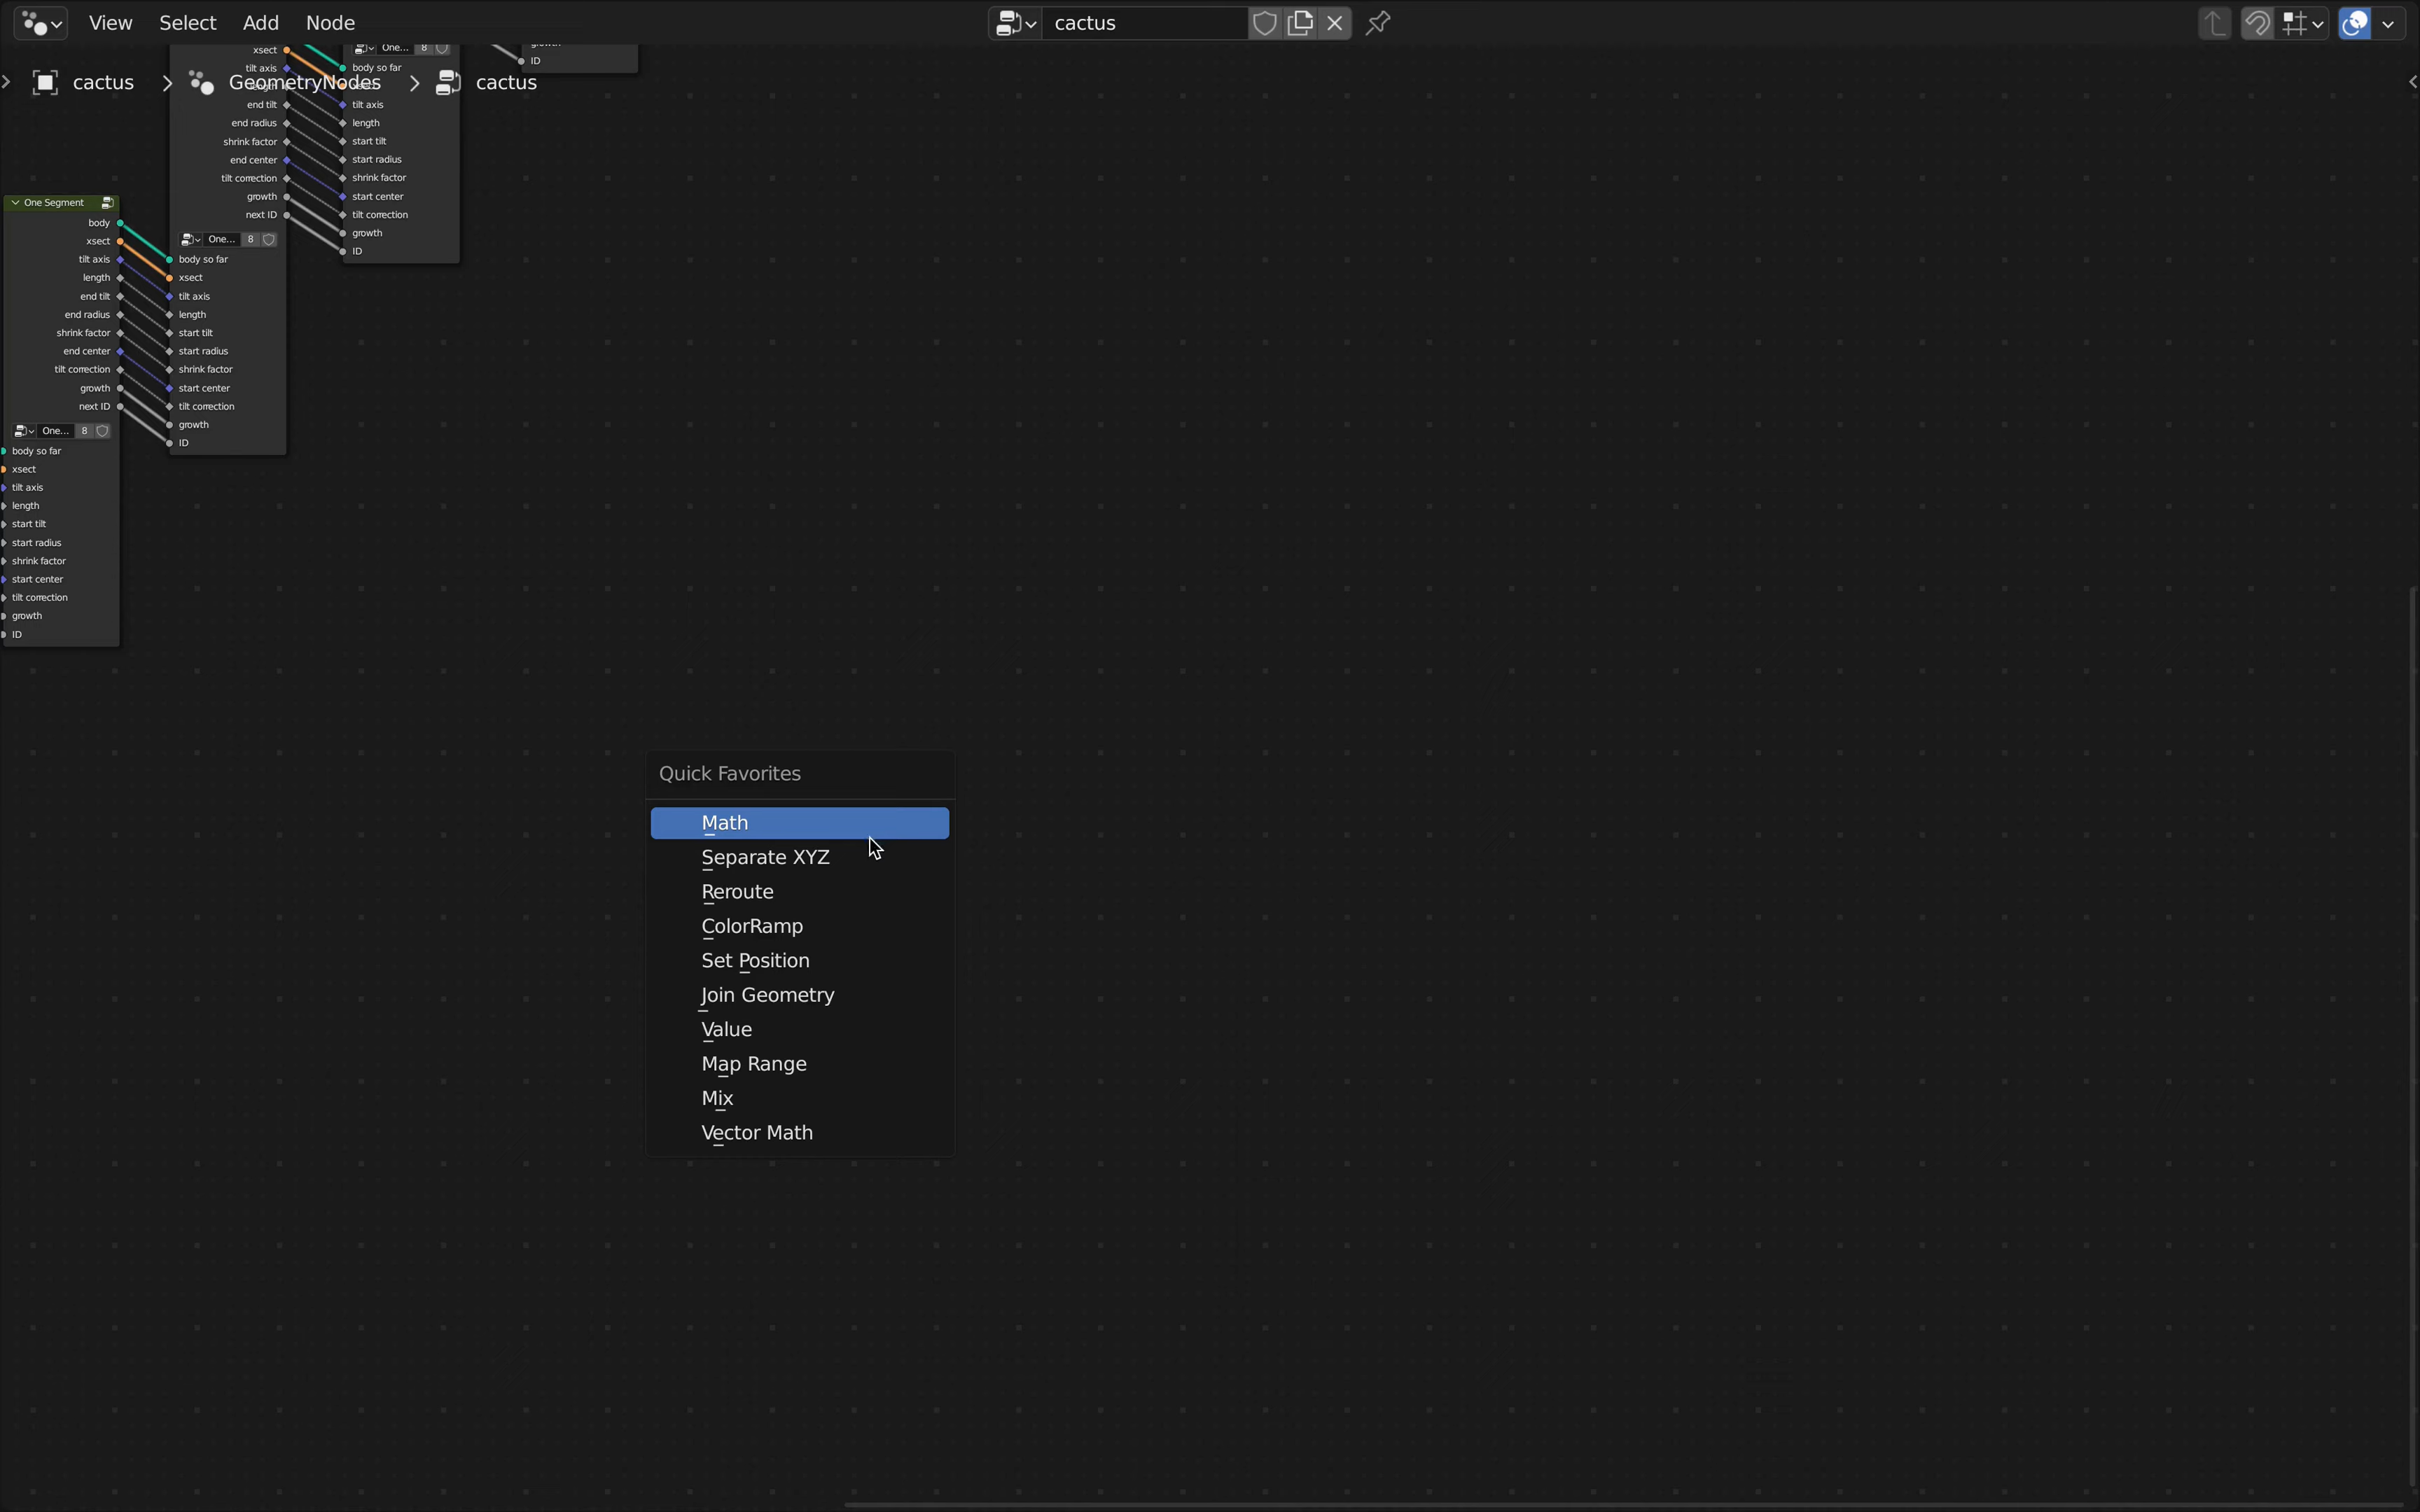 View Select Add Node
cactus
cactus > GeometryNodes > cactus
xsect
tilt axis
end tilt
end radius
shrink factor
end center
tilt correction
growth
next ID
One... 8
body so far
xsect
tilt axis
length
start tilt
start radius
shrink factor
start center
tilt correction
growth
ID
One... 8
body so far
tilt axis
length
start tilt
start radius
shrink factor
start center
tilt correction
growth
ID
growth
ID
One Segment
body
xsect
tilt axis
length
end tilt
end radius
shrink factor
end center
tilt correction
growth
next ID
One... 8
body so far
xsect
tilt axis
length
start tilt
start radius
shrink factor
start center
tilt correction
growth
ID
Quick Favorites
Math
Separate XYZ
Reroute
ColorRamp
Set Position
Join Geometry
Value
Map Range
Mix
Vector Math